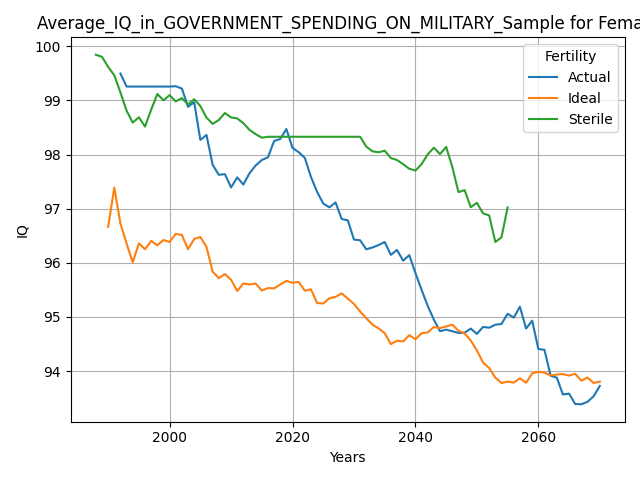 Average_IQ_in_GOVERNMENT_SPENDING_ON_MILITARY_Sample for Fema
Fertility
Actual
Ideal
Sterile
100
99
98
97
96
95
94
IQ
2000 2020 2040 2060
Years